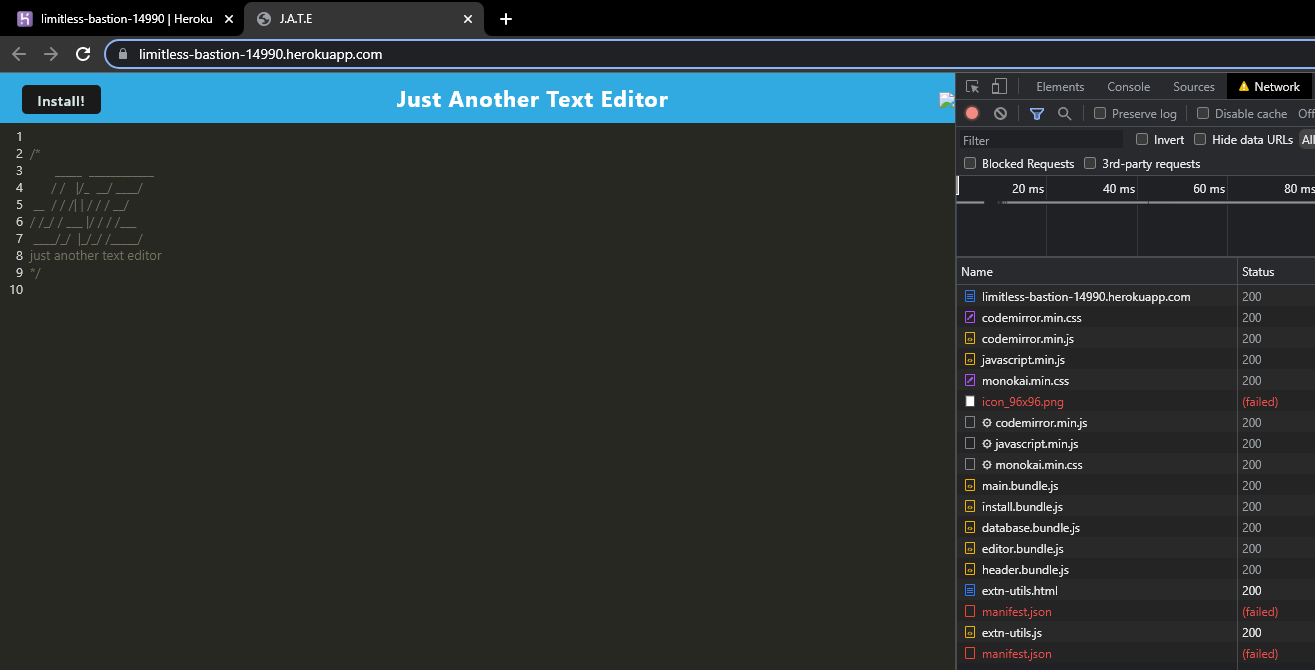 limitless-bastion-14990 | Heroku
J.A.T.E
limitless-bastion-14990.herokuapp.com
Install!
Just Another Text Editor
1
2 /*
3 _____ ___________
4 / / |/_ __/ ____/
5 __ / / /| | / / / __/
6 / /_/ / ___ |/ / / /___
7 ____/_/ |_/_/ /_____/
8 just another text editor
9 */
10
Elements Console Sources Network
Preserve log Disable cache Off
Filter Invert Hide data URLs All
Blocked Requests 3rd-party requests
20 ms 40 ms 60 ms 80 ms
Name Status
limitless-bastion-14990.herokuapp.com 200
codemirror.min.css 200
codemirror.min.js 200
javascript.min.js 200
monokai.min.css 200
icon_96x96.png (failed)
codemirror.min.js 200
javascript.min.js 200
monokai.min.css 200
main.bundle.js 200
install.bundle.js 200
database.bundle.js 200
editor.bundle.js 200
header.bundle.js 200
extn-utils.html 200
manifest.json (failed)
extn-utils.js 200
manifest.json (failed)